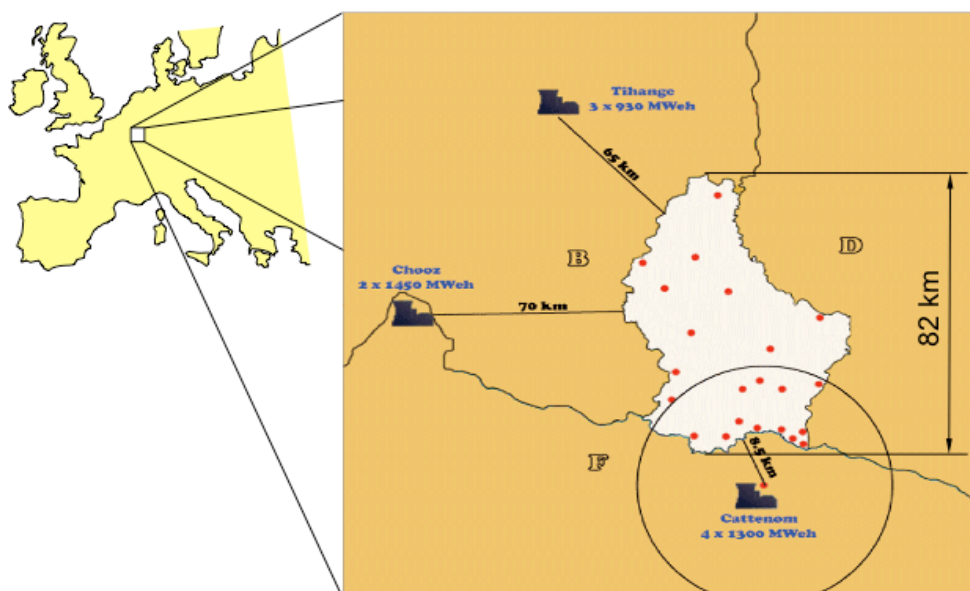 Tihange
3 x 930 MWeh
65 km
B
D
Chooz
2 x 1450 MWeh
70 km
82 km
F
8.5 km
Cattenom
4 x 1300 MWeh